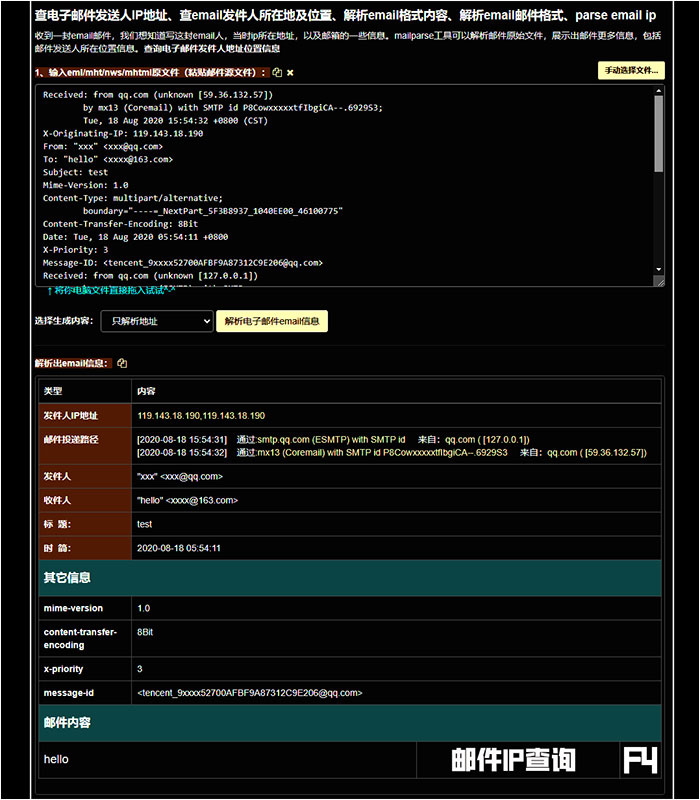 查电子邮件发送人IP地址、查email发件人所在地及位置、解析email格式内容、解析email邮件格式、parse email ip
收到一封email邮件，我们想知道写这封email人，当时ip所在地址，以及邮箱的一些信息。mailparse工具可以解析邮件原始文件，展示出邮件更多信息，包括
邮件发送人所在位置信息。查询电子邮件发件人地址位置信息
1、输入eml/mht/nws/mhtml原文件（粘贴邮件源文件）：
手动选择文件...
Received: from qq.com (unknown [59.36.132.57])
by mx13 (Coremail) with SMTP id P8CowxxxxxtfIbgiCA--.6929S3;
Tue, 18 Aug 2020 15:54:32 +0800 (CST)
X-Originating-IP: 119.143.18.190
From: "xxx" <xxx@qq.com>
To: "hello" <xxxx@163.com>
Subject: test
Mime-Version: 1.0
Content-Type: multipart/alternative;
boundary="----=_NextPart_5F3B8937_1040EE00_46100775"
Content-Transfer-Encoding: 8Bit
Date: Tue, 18 Aug 2020 05:54:11 +0800
X-Priority: 3
Message-ID: <tencent_9xxxx52700AFBF9A87312C9E206@qq.com>
Received: from qq.com (unknown [127.0.0.1])
↑将你电脑文件直接拖入试试^-^
选择生成内容： 只解析地址 解析电子邮件email信息
解析出email信息：
类型 内容
发件人IP地址 119.143.18.190,119.143.18.190
邮件投递路径 [2020-08-18 15:54:31] 通过:smtp.qq.com (ESMTP) with SMTP id 来自：qq.com ( [127.0.0.1])
[2020-08-18 15:54:32] 通过:mx13 (Coremail) with SMTP id P8CowxxxxxtfIbgiCA--.6929S3 来自：qq.com ( [59.36.132.57])
发件人 "xxx" <xxx@qq.com>
收件人 "hello" <xxxx@163.com>
标 题： test
时 简： 2020-08-18 05:54:11
其它信息
mime-version 1.0
content-transfer-
encoding 8Bit
x-priority 3
message-id <tencent_9xxxx52700AFBF9A87312C9E206@qq.com>
邮件内容
hello
邮件IP查询 F4